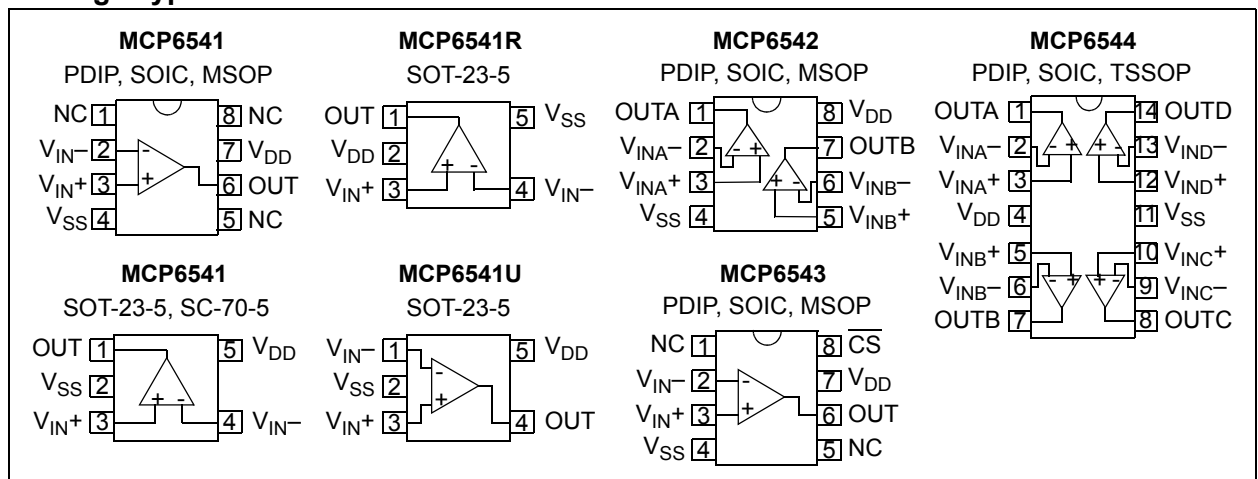 MCP6541
PDIP, SOIC, MSOP
NC 1
8 NC
VIN– 2
7 VDD
VIN+ 3
6 OUT
VSS 4
5 NC
-
+
MCP6541R
SOT-23-5
OUT 1
5 VSS
VDD 2
VIN+ 3
4 VIN–
+ -
MCP6542
PDIP, SOIC, MSOP
OUTA 1
8 VDD
VINA– 2
7 OUTB
VINA+ 3
6 VINB–
VSS 4
5 VINB+
- +
+ -
MCP6544
PDIP, SOIC, TSSOP
OUTA 1
14 OUTD
VINA– 2
13 VIND–
VINA+ 3
12 VIND+
VDD 4
11 VSS
VINB+ 5
10 VINC+
VINB– 6
9 VINC–
OUTB 7
8 OUTC
- +
+ -
- +
+ -
MCP6541
SOT-23-5, SC-70-5
OUT 1
5 VDD
VSS 2
VIN+ 3
4 VIN–
+ -
MCP6541U
SOT-23-5
VIN– 1
5 VDD
VSS 2
VIN+ 3
4 OUT
-
+
MCP6543
PDIP, SOIC, MSOP
NC 1
8 CS
VIN– 2
7 VDD
VIN+ 3
6 OUT
VSS 4
5 NC
-
+